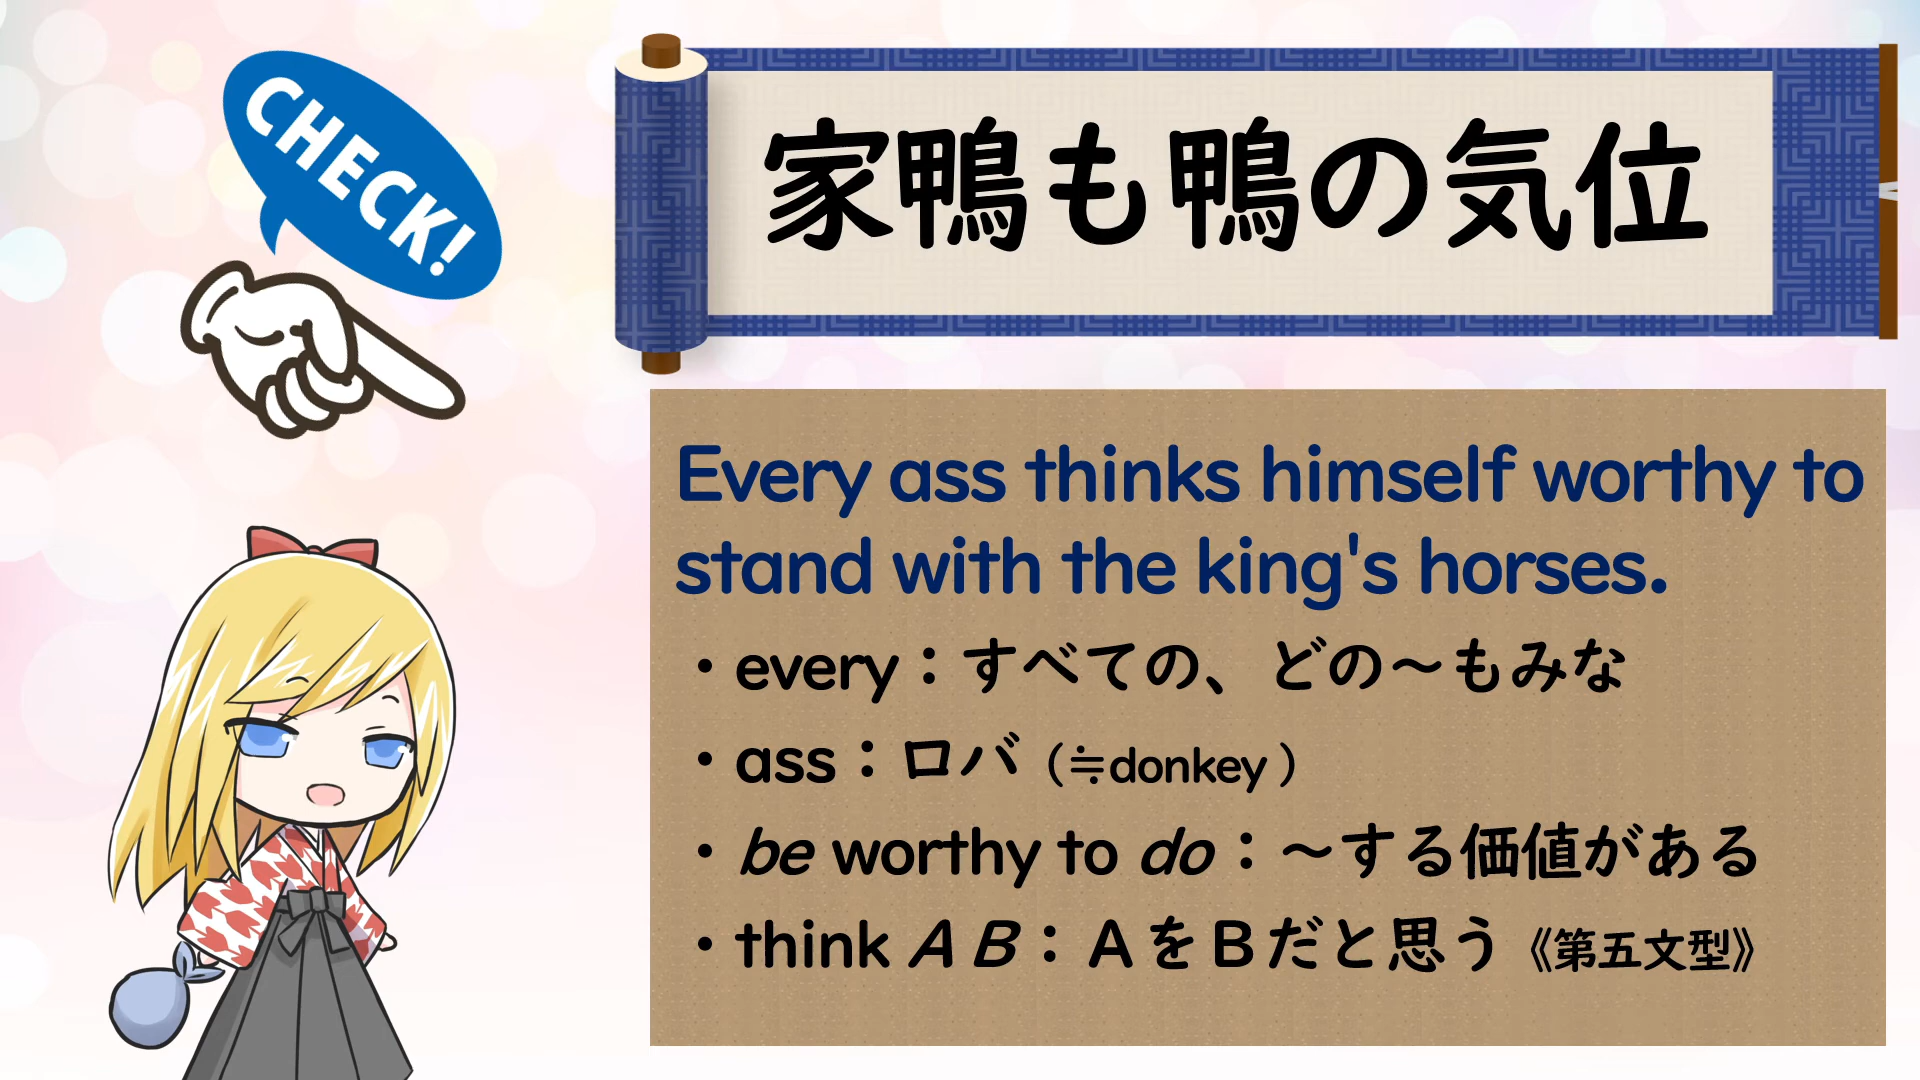 CHECK!
家鴨も鴨の気位
Every ass thinks himself worthy to
stand with the king's horses.
・every：すべての、どの～もみな
・ass：ロバ（≒donkey）
・be worthy to do：～する価値がある
・think A B：ＡをＢだと思う《第五文型》